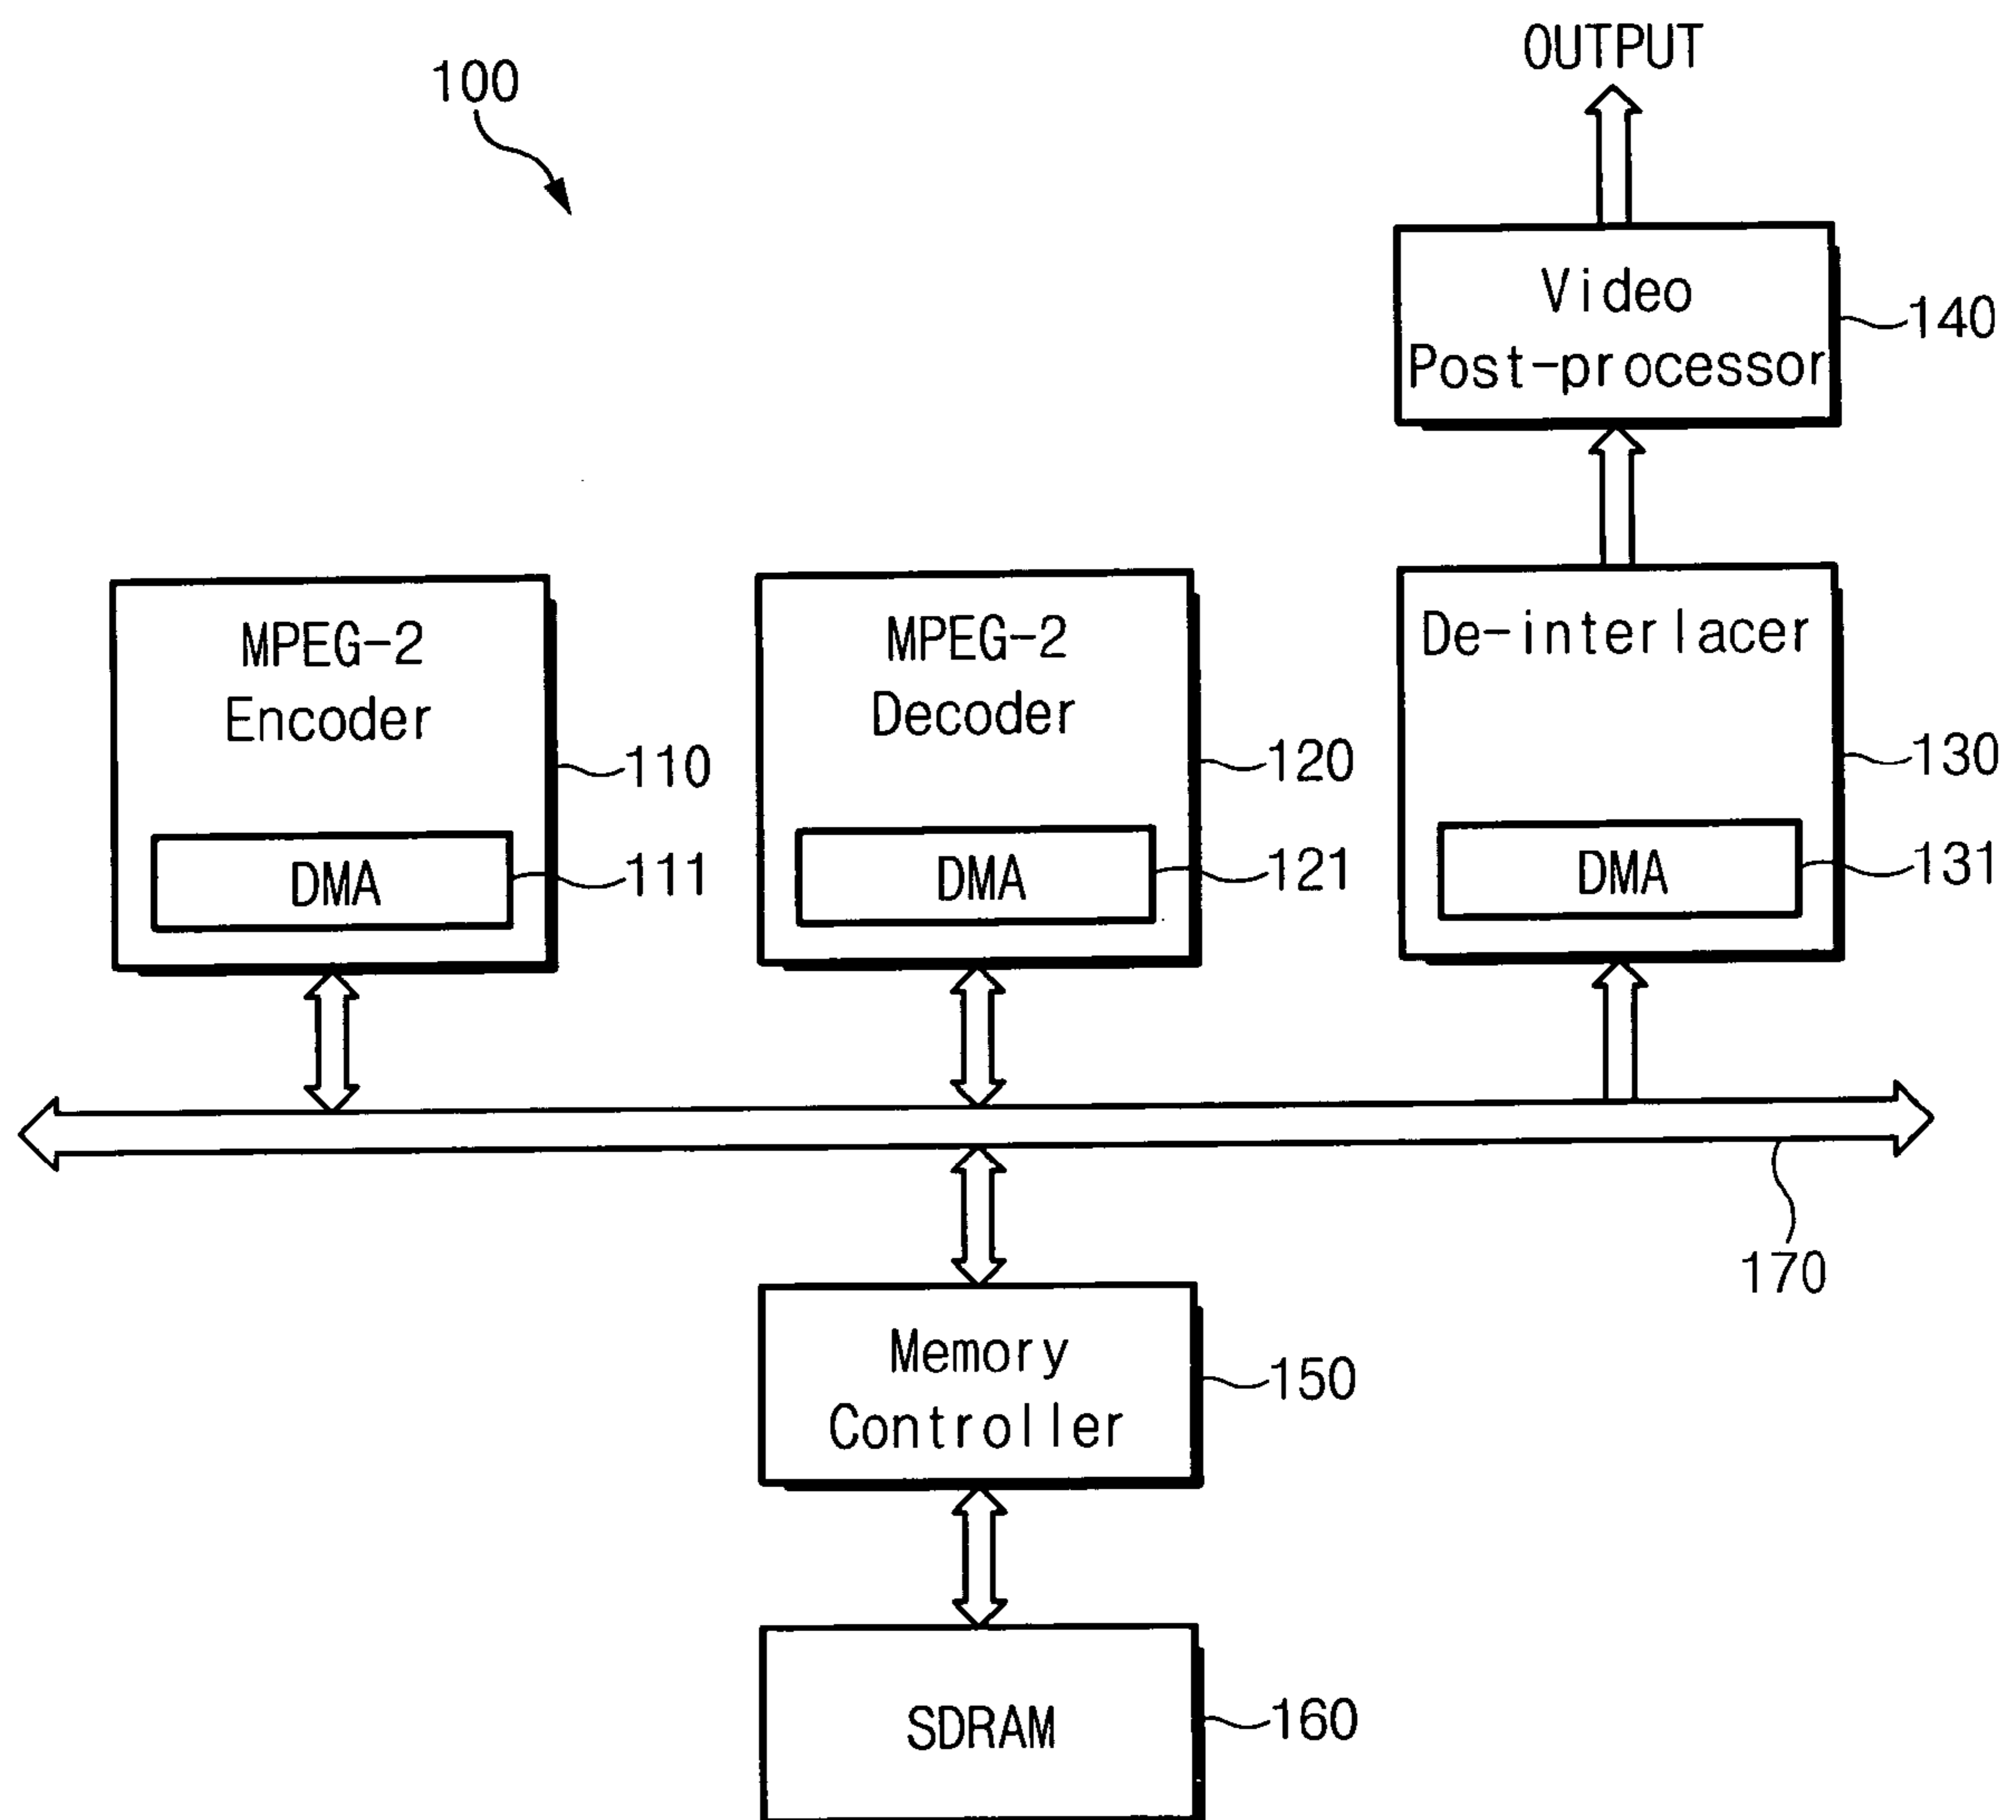 OUTPUT
100
Video
Post-processor
140
MPEG-2
Encoder
110
DMA
111
MPEG-2
Decoder
120
DMA
121
De-interlacer
130
DMA
131
170
Memory
Controller
150
SDRAM
160